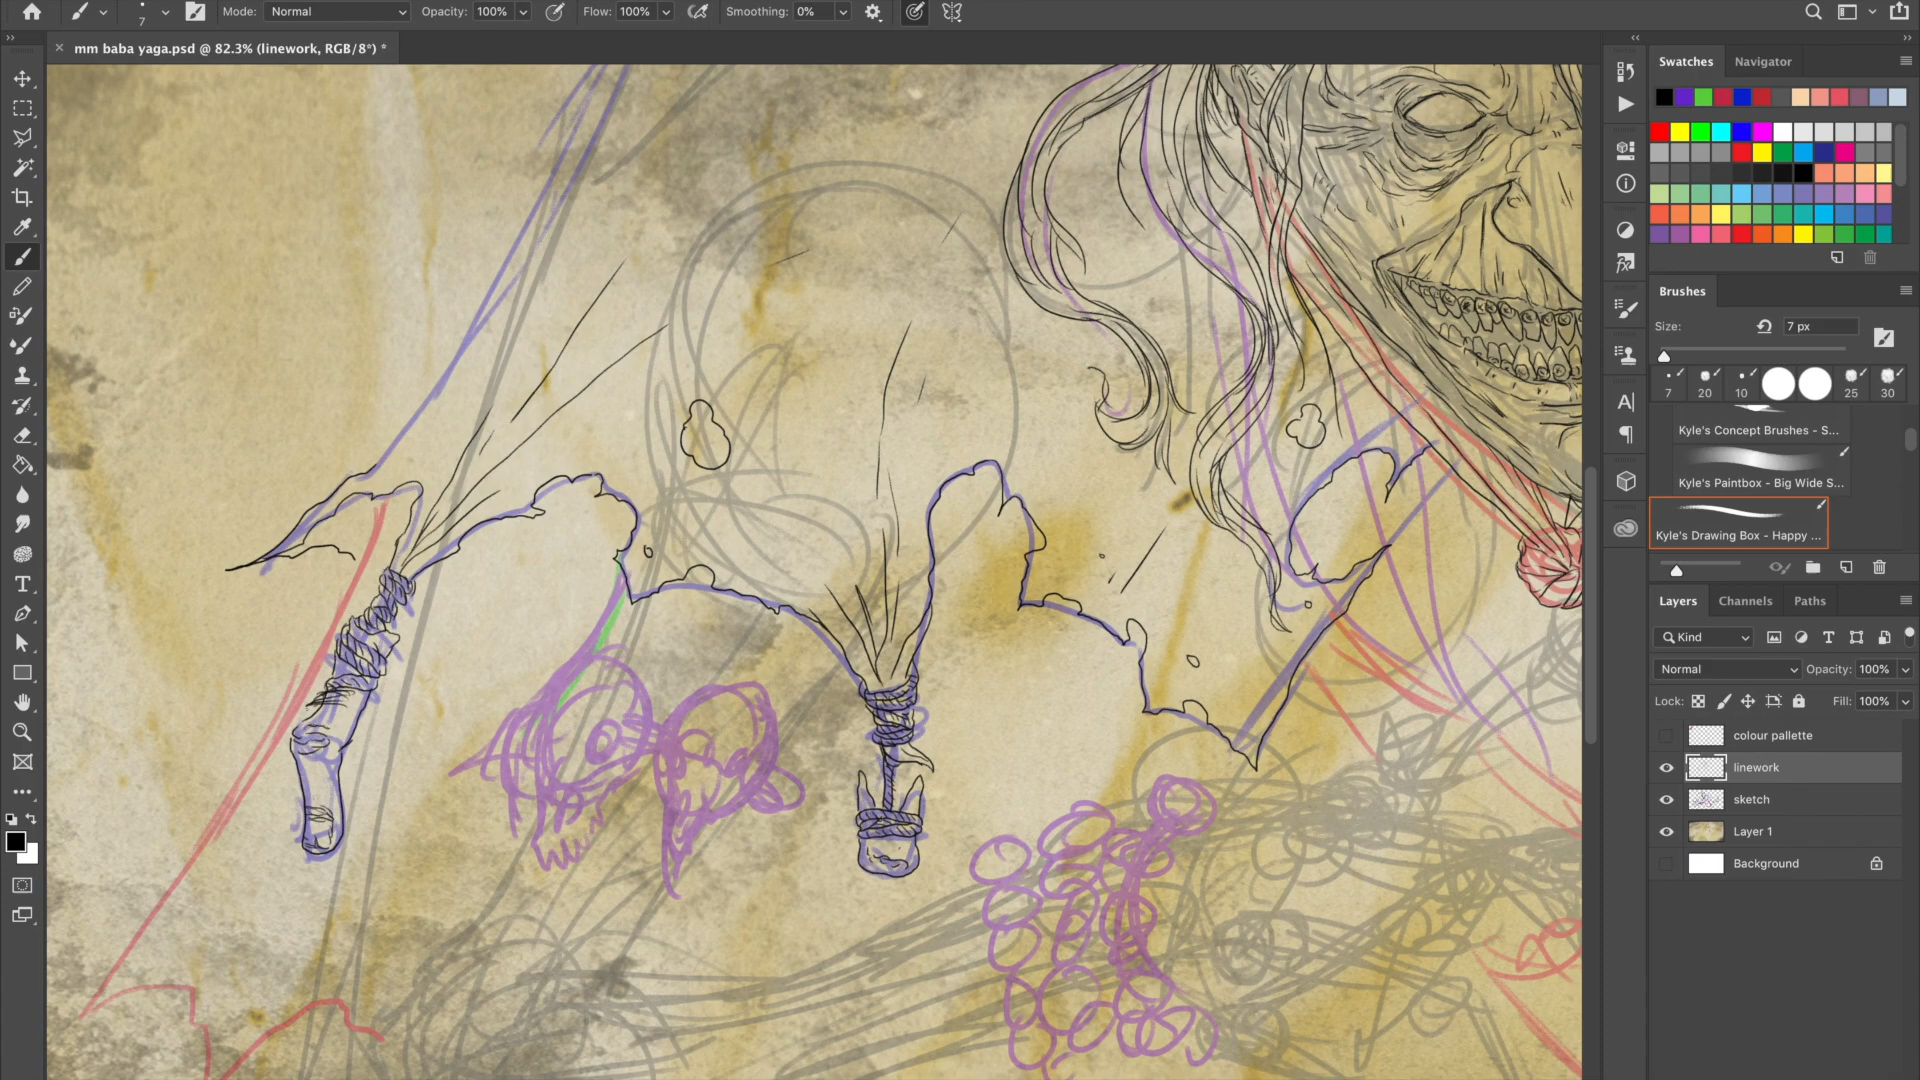 7
Mode: Normal
Opacity: 100%
Flow: 100%
Smoothing: 0%
mm baba yaga.psd @ 82.3% (linework, RGB/8*) *
Swatches
Navigator
Brushes
Size:
7 px
7
20
10
25
30
Kyle's Concept Brushes - S...
Kyle's Paintbox - Big Wide S...
Kyle's Drawing Box - Happy ...
Layers
Channels
Paths
Kind
Normal
Opacity: 100%
Lock:
Fill: 100%
colour pallette
linework
sketch
Layer 1
Background